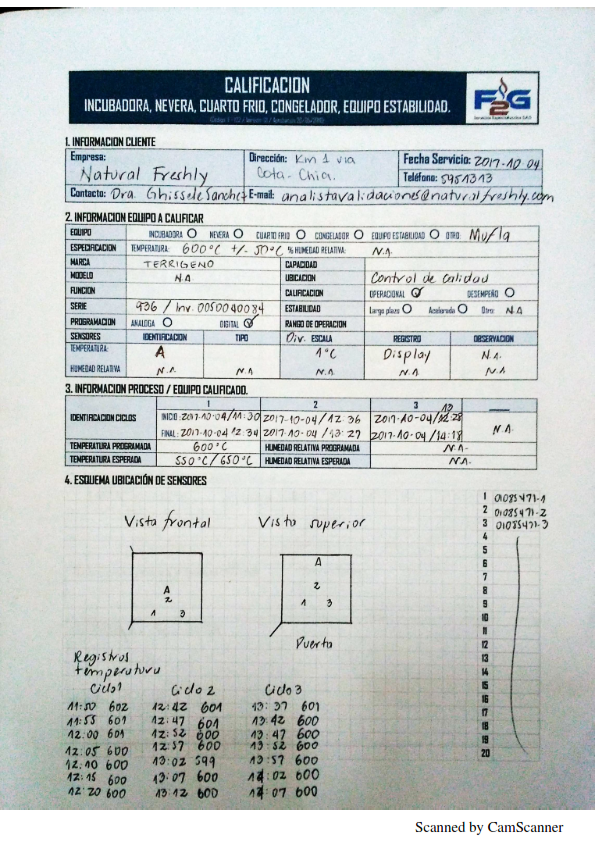 CALIFICACION
INCUBADORA, NEVERA, CUARTO FRIO, CONGELADOR, EQUIPO ESTABILIDAD.
F2G
1. INFORMACION CLIENTE
Empresa: Natural Freshly Dirección: Km 1 via Cota - Chia. Fecha Servicio: 2017-10-04
Teléfono: 5951313
Contacto: Dra. Ghissele Sanchez E-mail: analistavalidaciones@naturalfreshly.com
2. INFORMACION EQUIPO A CALIFICAR
EQUIPO INCUBADORA NEVERA CUARTO FRIO CONGELADOR EQUIPO ESTABILIDAD OTRO: Mufla
ESPECIFICACION TEMPERATURA: 600°C +/- 50°C % HUMEDAD RELATIVA: N.A.
MARCA TERRIGENO CAPACIDAD
MODELO N.A UBICACION Control de calidad
FUNCION CALIFICACION OPERACIONAL DESEMPEÑO
SERIE 936 / Inv. 0050040084 ESTABILIDAD Largo plazo Acelerada Otro N.A
PROGRAMACION ANALOGA DIGITAL RANGO DE OPERACION
SENSORES IDENTIFICACION TIPO Div. ESCALA REGISTRO OBSERVACION
TEMPERATURA: A 1°C Display N.A.
HUMEDAD RELATIVA N.A. N.A. N.A. N.A N.A
3. INFORMACION PROCESO / EQUIPO CALIFICADO.
1 2 3
IDENTIFICACION CICLOS INICIO: 2017-10-04/11:30 2017-10-04/12:36 2017-10-04/13:28 N.A.
FINAL: 2017-10-04 12:34 2017-10-04/13:27 2017-10-04/14:18
TEMPERATURA PROGRAMADA 600°C HUMEDAD RELATIVA PROGRAMADA N.A.
TEMPERATURA ESPERADA 550°C/650°C HUMEDAD RELATIVA ESPERADA N.A.
4. ESQUEMA UBICACIÓN DE SENSORES
1 01085471-1
2 01085471-2
3 01085471-3
4
5
6
7
8
9
10
11
12
13
14
15
16
17
18
19
20
Vista frontal Vista superior
A
2
1 3
A
2
1 3
Puerta
Registros
temperatura
Ciclo 1 Ciclo 2 Ciclo 3
11:50 602 12:42 601 13:37 601
11:55 601 12:47 601 13:42 600
12:00 601 12:52 600 13:47 600
12:05 600 12:57 600 13:52 600
12:10 600 13:02 599 13:57 600
12:15 600 13:07 600 14:02 600
12:20 600 13:12 600 14:07 600
Scanned by CamScanner